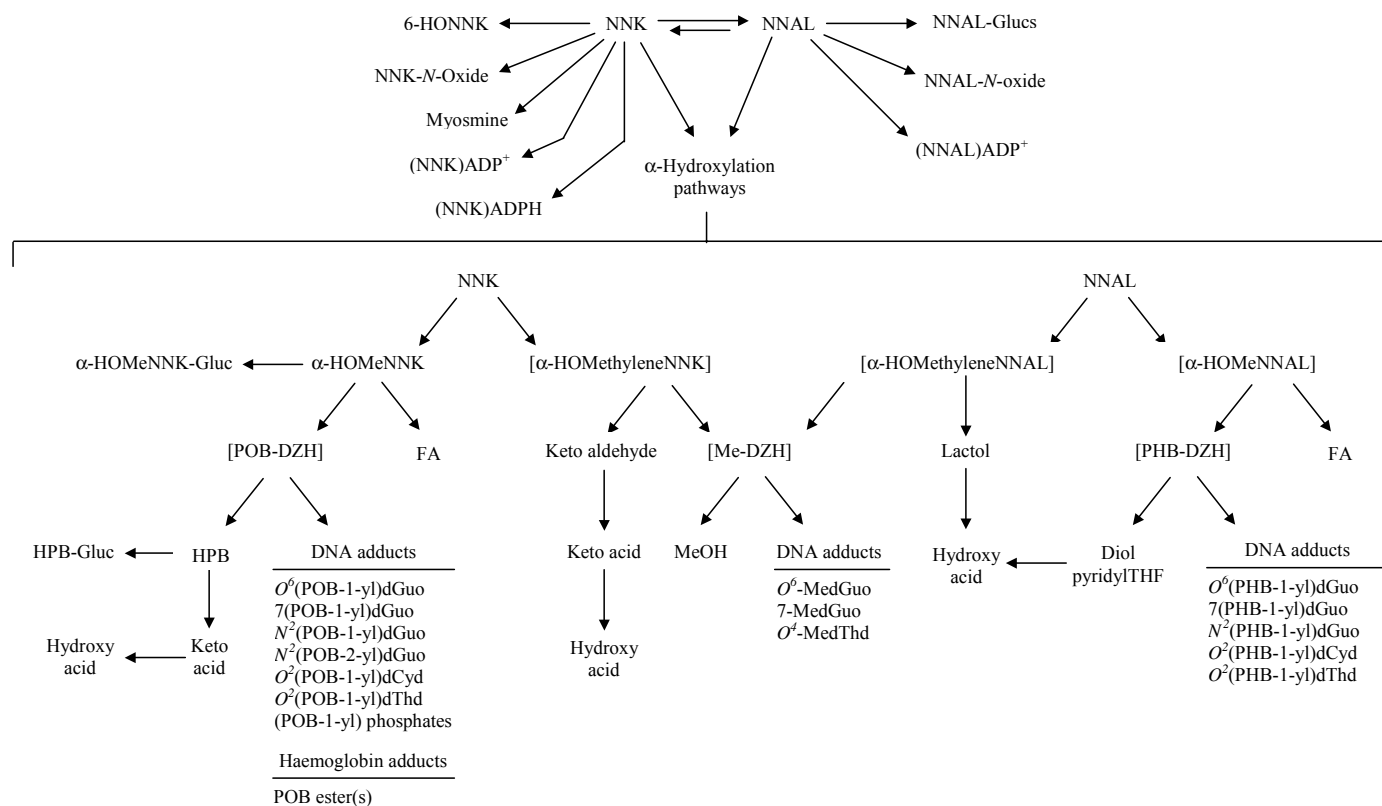 6-HONNK NNK NNAL NNAL-Glucs
NNK-N-Oxide NNAL-N-oxide
Myosmine
(NNK)ADP+ (NNAL)ADP+
α-Hydroxylation
pathways
(NNK)ADPH
NNK NNAL
α-HOMeNNK-Gluc α-HOMeNNK [α-HOMethyleneNNK] [α-HOMethyleneNNAL] [α-HOMeNNAL]
[POB-DZH] FA Keto aldehyde [Me-DZH] Lactol [PHB-DZH] FA
HPB-Gluc HPB
DNA adducts
O6(POB-1-yl)dGuo
7(POB-1-yl)dGuo
N2(POB-1-yl)dGuo
N2(POB-2-yl)dGuo
O2(POB-1-yl)dCyd
O2(POB-1-yl)dThd
(POB-1-yl) phosphates
Hydroxy
acid
Keto
acid
Haemoglobin adducts
POB ester(s)
Keto acid
Hydroxy
acid
MeOH
DNA adducts
O6-MedGuo
7-MedGuo
O4-MedThd
Hydroxy
acid
Diol
pyridylTHF
DNA adducts
O6(PHB-1-yl)dGuo
7(PHB-1-yl)dGuo
N2(PHB-1-yl)dGuo
O2(PHB-1-yl)dCyd
O2(PHB-1-yl)dThd